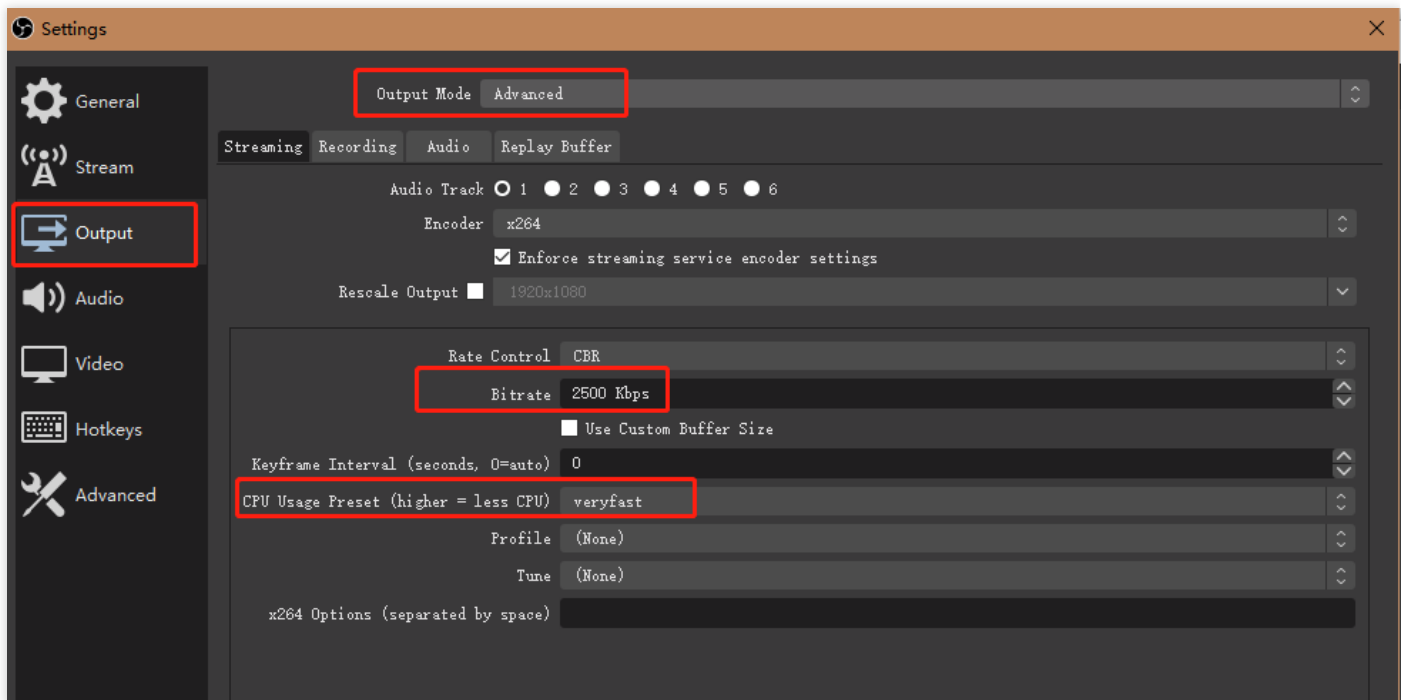 Settings
General
Stream
Output
Audio
Video
Hotkeys
Advanced
Output Mode Advanced
Streaming Recording Audio Replay Buffer
Audio Track 1 2 3 4 5 6
Encoder x264
Enforce streaming service encoder settings
Rescale Output 1920x1080
Rate Control CBR
Bitrate 2500 Kbps
Use Custom Buffer Size
Keyframe Interval (seconds, 0=auto) 0
CPU Usage Preset (higher = less CPU) veryfast
Profile (None)
Tune (None)
x264 Options (separated by space)